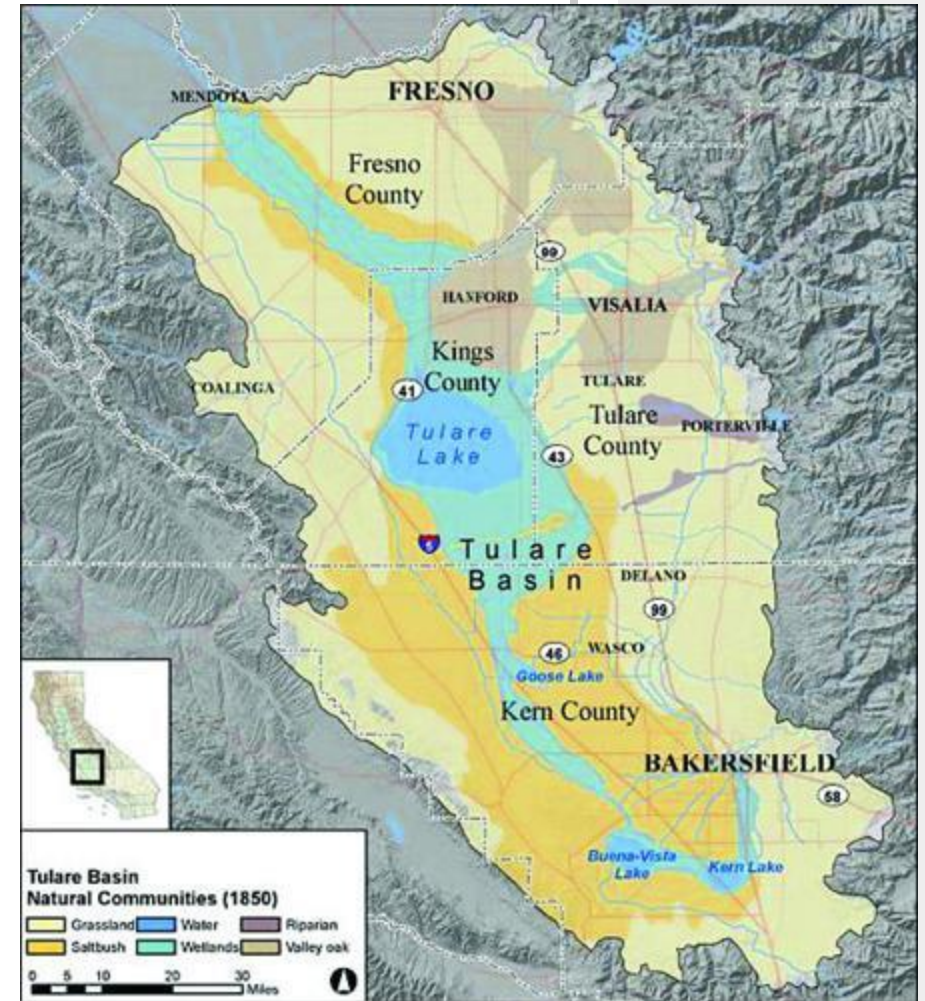 MENDOTA
FRESNO
Fresno
County
99
HANFORD
VISALIA
Kings
County
COALINGA
41
TULARE
Tulare
County
PORTERVILLE
Tulare
Lake
43
5
Tulare
Basin
DELANO
99
46
WASCO
Goose Lake
Kern County
BAKERSFIELD
58
Buena-Vista
Lake
Kern Lake
Tulare Basin
Natural Communities (1850)
Grassland Water Riparian
Saltbush Wetlands Valley oak
0 5 10 20 30
Miles